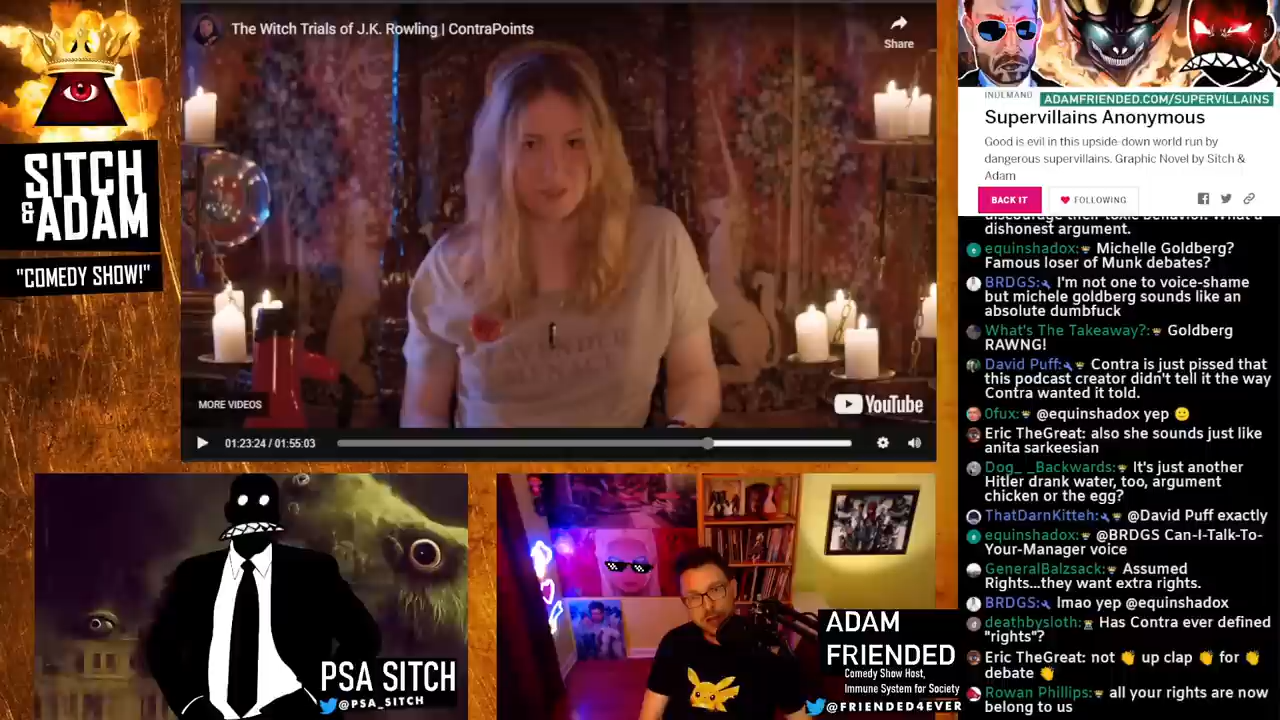 SITCH
& ADAM
"COMEDY SHOW!"
The Witch Trials of J.K. Rowling | ContraPoints
Share
MORE VIDEOS
YouTube
01:23:24 / 01:55:03
PSA SITCH
@PSA_SITCH
ADAM
FRIENDED
Comedy Show Host,
Immune System for Society
@FRIENDED4EVER
INDEMAND
ADAMFRIENDED.COM/SUPERVILLAINS
Supervillains Anonymous
Good is evil in this upside-down world run by
dangerous supervillains. Graphic Novel by Sitch &
Adam
BACK IT
FOLLOWING
discourage their toxic behavior. What a
dishonest argument.
equinshadox: Michelle Goldberg?
Famous loser of Munk debates?
BRDGS: I'm not one to voice-shame
but michele goldberg sounds like an
absolute dumbfuck
What's The Takeaway?: Goldberg
RAWNG!
David Puff: Contra is just pissed that
this podcast creator didn't tell it the way
Contra wanted it told.
0fux: @equinshadox yep 🙂
Eric TheGreat: also she sounds just like
anita sarkeesian
Dog_ _Backwards: It's just another
Hitler drank water, too, argument
chicken or the egg?
ThatDarnKitteh: @David Puff exactly
equinshadox: @BRDGS Can-I-Talk-To-
Your-Manager voice
GeneralBalzsack: Assumed
Rights...they want extra rights.
BRDGS: lmao yep @equinshadox
deathbysloth: Has Contra ever defined
"rights"?
Eric TheGreat: not 👏 up clap 👏 for 👏
debate 👏
Rowan Phillips: all your rights are now
belong to us